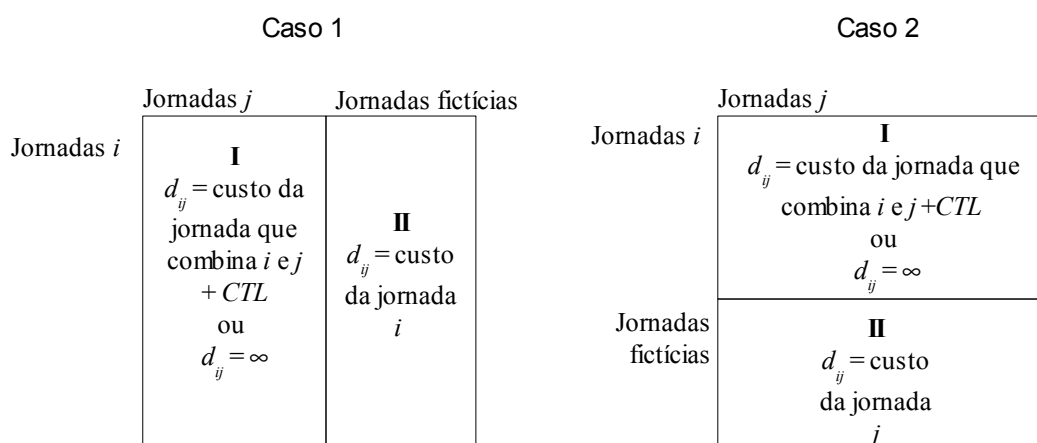 Caso 1
Jornadas j
Jornadas fictícias
Jornadas i
I
d_ij = custo da
jornada que
combina i e j
+ CTL
ou
d_ij = ∞
II
d_ij = custo
da jornada
i
Caso 2
Jornadas j
Jornadas i
I
d_ij = custo da jornada que
combina i e j +CTL
ou
d_ij = ∞
Jornadas
fictícias
II
d_ij = custo
da jornada
j